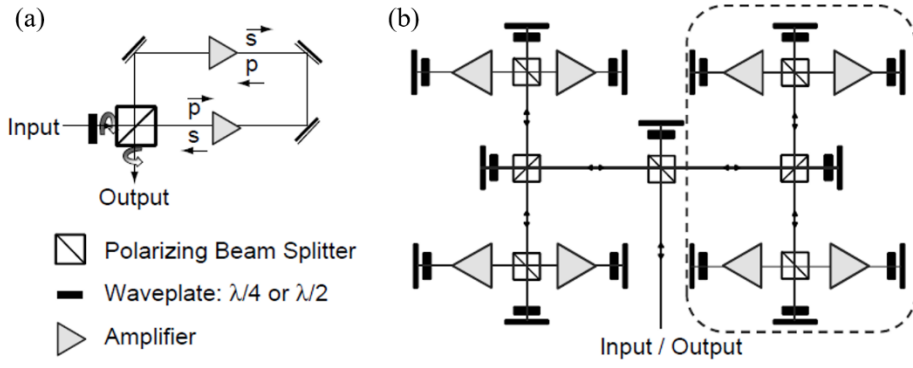 (a)
s
p
Input
p
s
Output
Polarizing Beam Splitter
Waveplate: λ/4 or λ/2
Amplifier
(b)
Input / Output